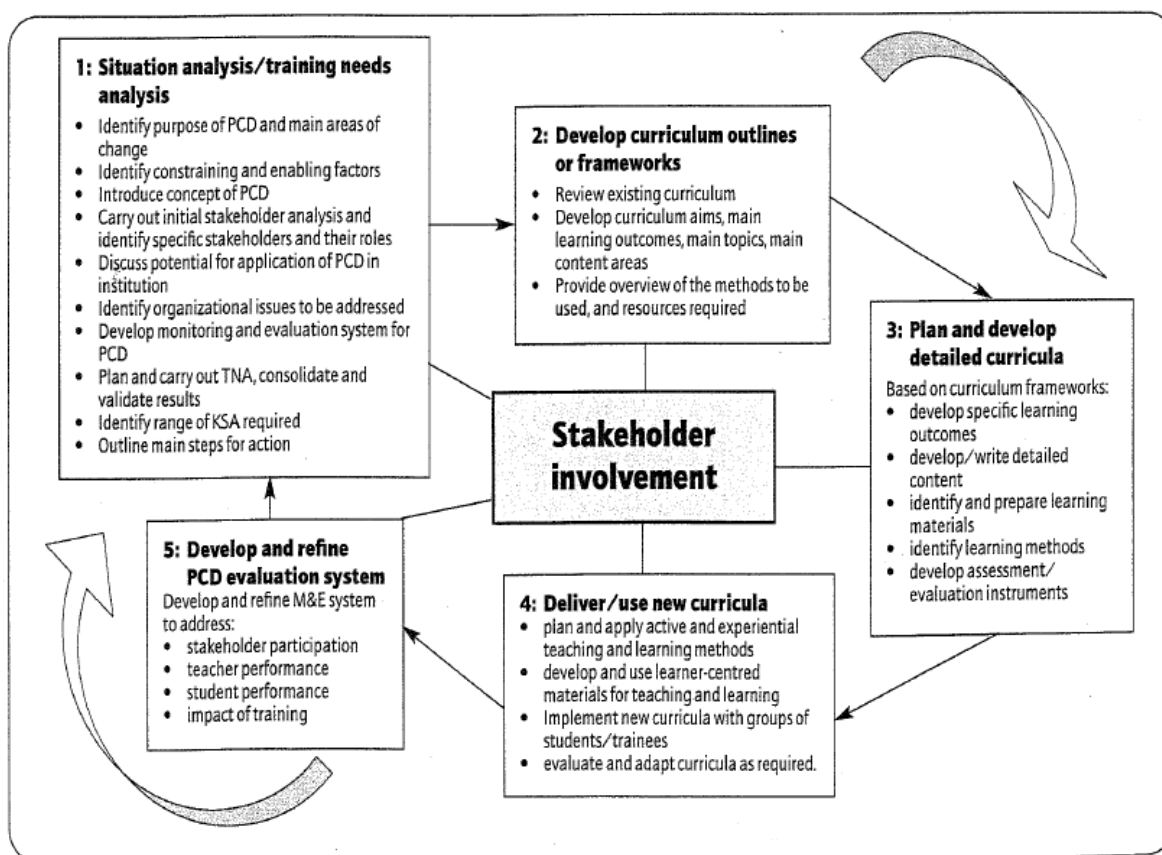 1: Situation analysis/training needs
analysis
• Identify purpose of PCD and main areas of
change
• Identify constraining and enabling factors
• Introduce concept of PCD
• Carry out initial stakeholder analysis and
identify specific stakeholders and their roles
• Discuss potential for application of PCD in
institution
• Identify organizational issues to be addressed
• Develop monitoring and evaluation system for
PCD
• Plan and carry out TNA, consolidate and
validate results
• Identify range of KSA required
• Outline main steps for action
2: Develop curriculum outlines
or frameworks
• Review existing curriculum
• Develop curriculum aims, main
learning outcomes, main topics, main
content areas
• Provide overview of the methods to be
used, and resources required
3: Plan and develop
detailed curricula
Based on curriculum frameworks:
• develop specific learning
outcomes
• develop/write detailed
content
• identify and prepare learning
materials
• identify learning methods
• develop assessment/
evaluation instruments
Stakeholder
involvement
4: Deliver/use new curricula
• plan and apply active and experiential
teaching and learning methods
• develop and use learner-centred
materials for teaching and learning
• Implement new curricula with groups of
students/trainees
• evaluate and adapt curricula as required.
5: Develop and refine
PCD evaluation system
Develop and refine M&E system
to address:
• stakeholder participation
• teacher performance
• student performance
• impact of training